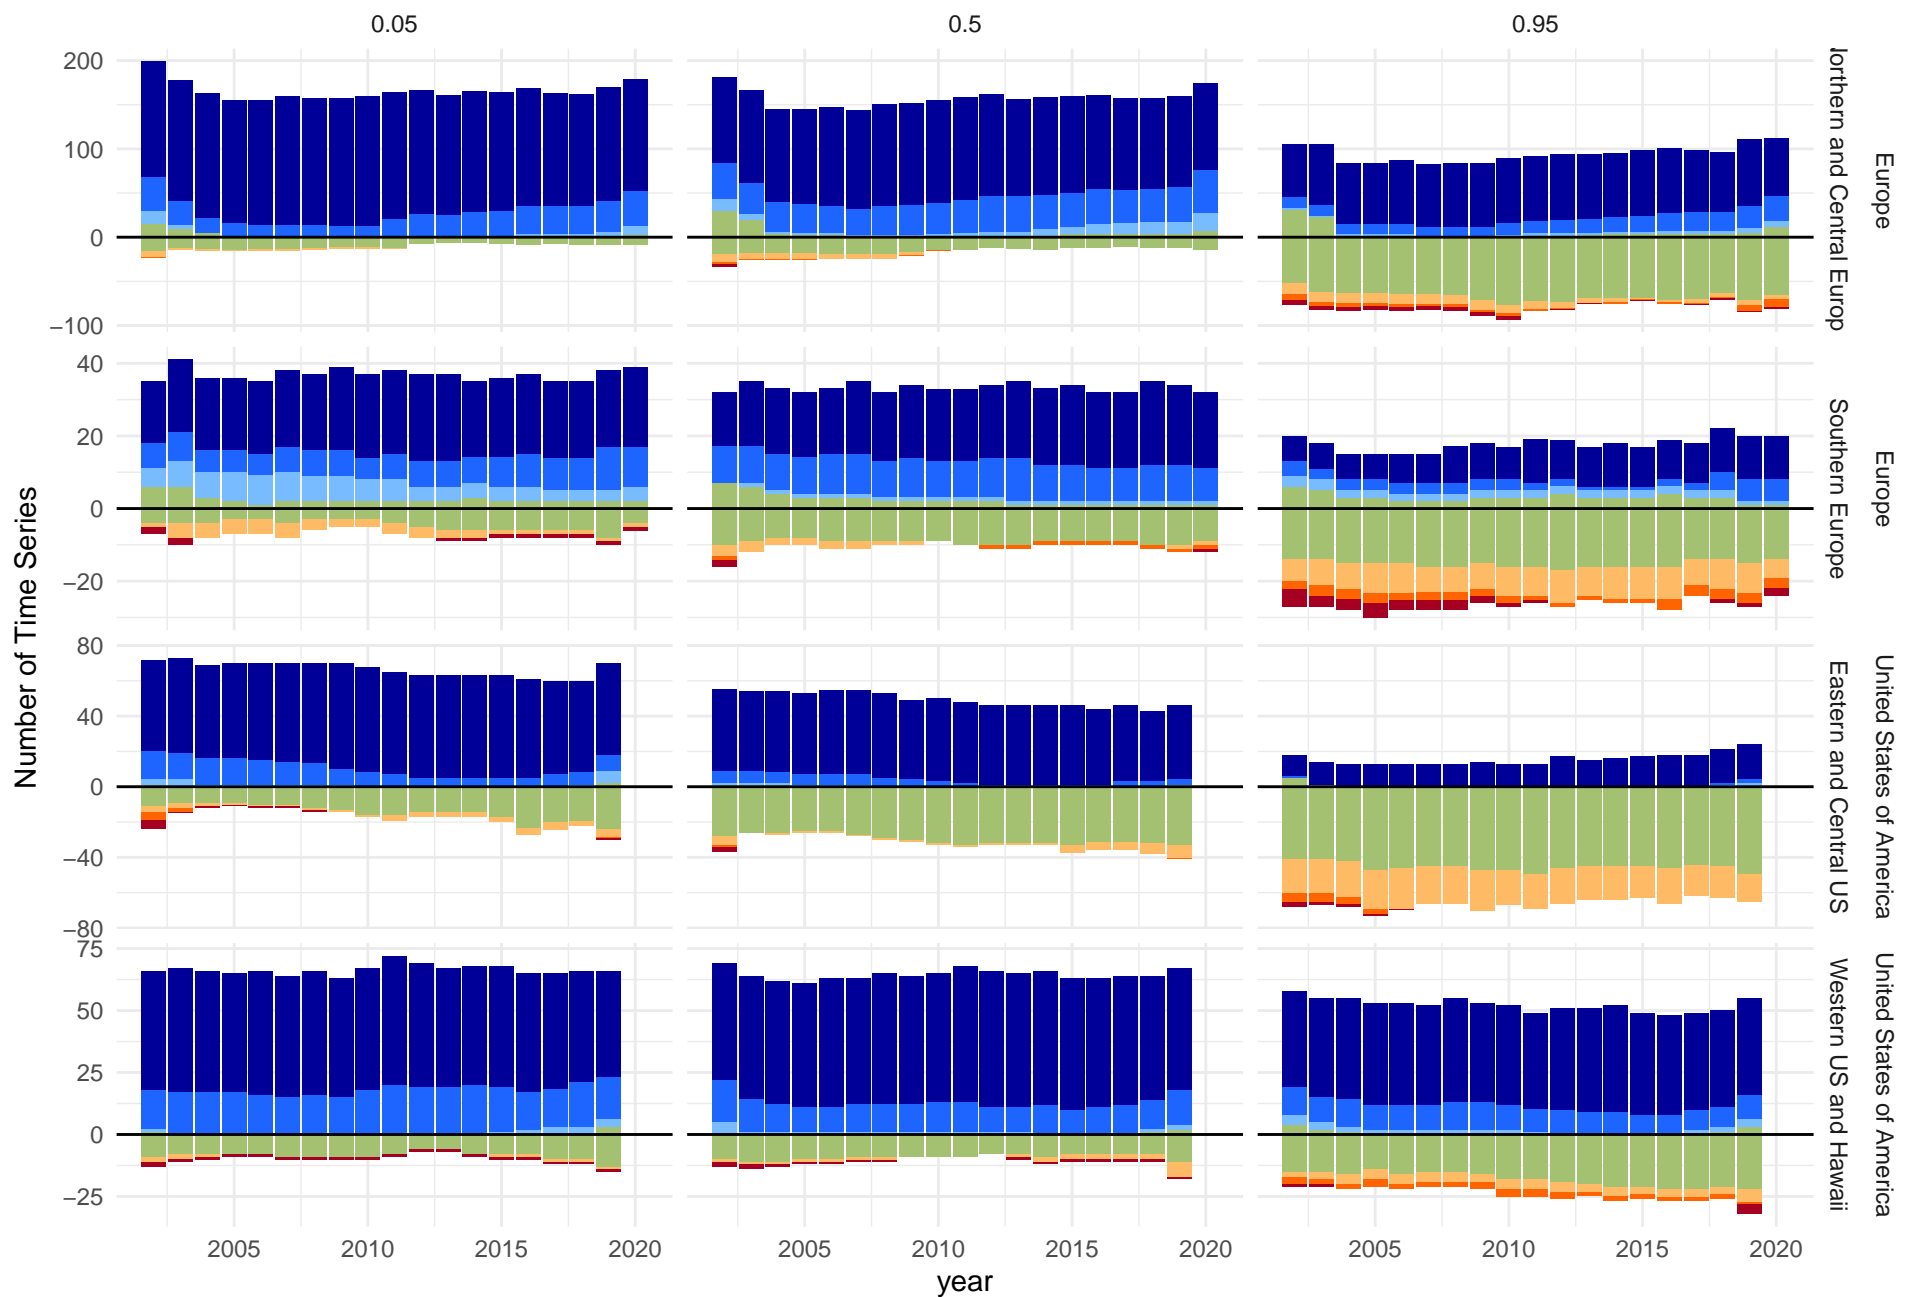 0.05 0.5 0.95
200
100
0
−100
Northern and Central Europ
Europe
40
20
0
−20
Southern Europe
Europe
80
40
0
−40
−80
Eastern and Central US
United States of America
75
50
25
0
−25
Western US and Hawaii
United States of America
Number of Time Series
2005 2010 2015 2020 2005 2010 2015 2020 2005 2010 2015 2020
year